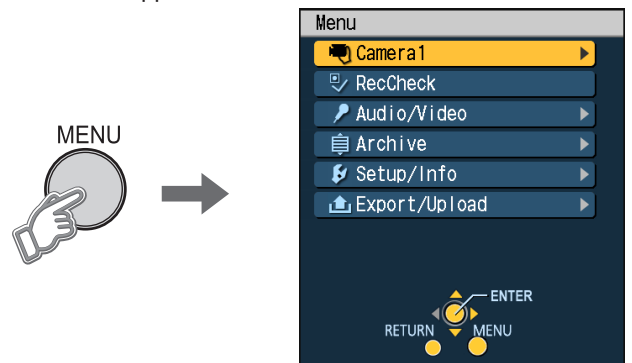 MENU
Menu
Camera1
RecCheck
Audio/Video
Archive
Setup/Info
Export/Upload
ENTER
RETURN
MENU